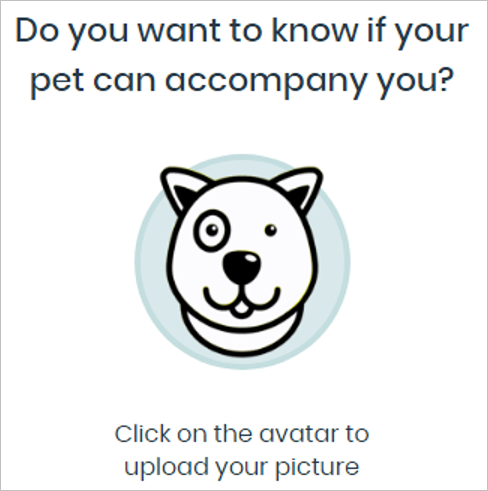 Do you want to know if your
pet can accompany you?
Click on the avatar to
upload your picture